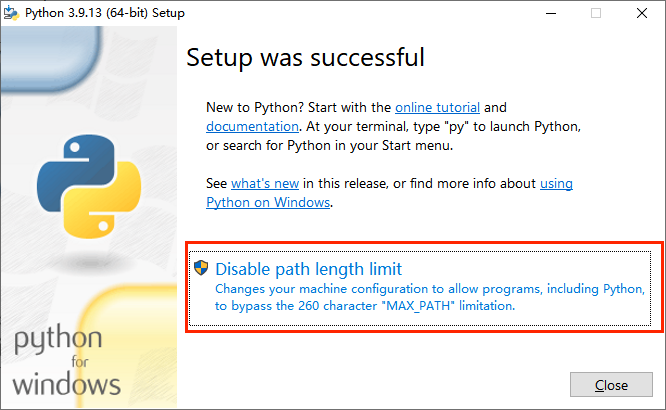 Python 3.9.13 (64-bit) Setup
Setup was successful
New to Python? Start with the online tutorial and
documentation. At your terminal, type "py" to launch Python,
or search for Python in your Start menu.
See what's new in this release, or find more info about using
Python on Windows.
Disable path length limit
Changes your machine configuration to allow programs, including Python,
to bypass the 260 character "MAX_PATH" limitation.
python
for
windows
Close